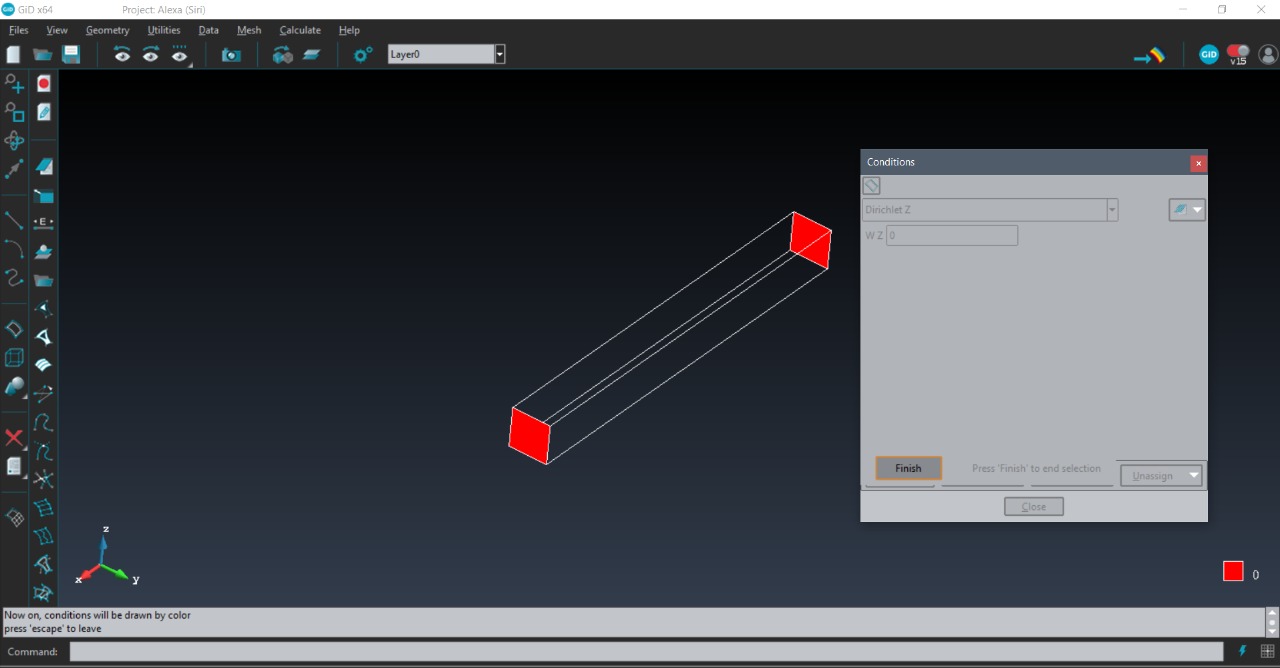 GiD x64 Project: Alexa (Siri)
Files View Geometry Utilities Data Mesh Calculate Help
Layer0
GiD
v15
E
Conditions
Dirichlet Z
W Z 0
Finish Press 'Finish' to end selection Unassign
Close
z
x y
0
Now on, conditions will be drawn by color
press 'escape' to leave
Command: